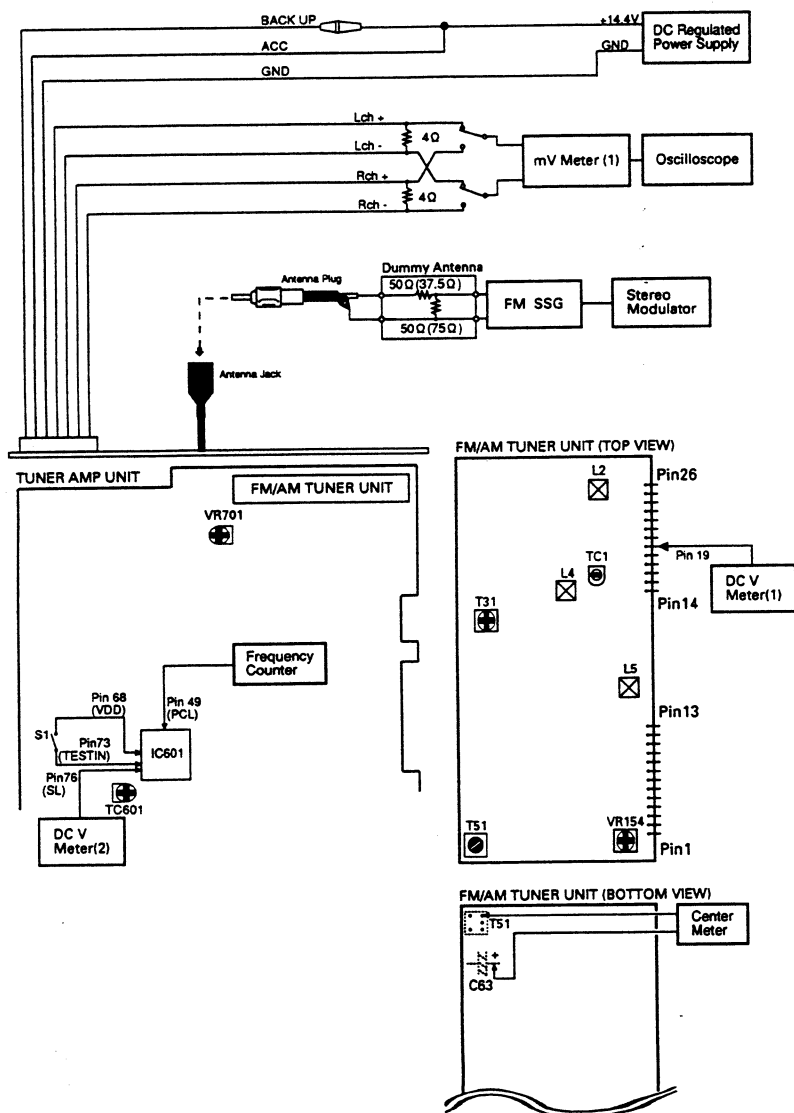 BACK UP
+14.4V
DC Regulated
Power Supply
ACC
GND
GND
Lch +
4Ω
Lch -
Rch +
4Ω
Rch -
mV Meter (1)
Oscilloscope
Dummy Antenna
Antenna Plug
50Ω(37.5Ω)
50Ω(75Ω)
FM SSG
Stereo
Modulator
Antenna Jack
TUNER AMP UNIT
FM/AM TUNER UNIT
VR701
Frequency
Counter
Pin 68
(VDD)
Pin 49
(PCL)
S1
Pin73
(TESTIN)
IC601
Pin76
(SL)
TC601
DC V
Meter(2)
FM/AM TUNER UNIT (TOP VIEW)
L2
Pin26
TC1
Pin 19
L4
DC V
Meter(1)
T31
Pin14
L5
Pin13
T51
VR154
Pin1
FM/AM TUNER UNIT (BOTTOM VIEW)
T51
Center
Meter
+
C63